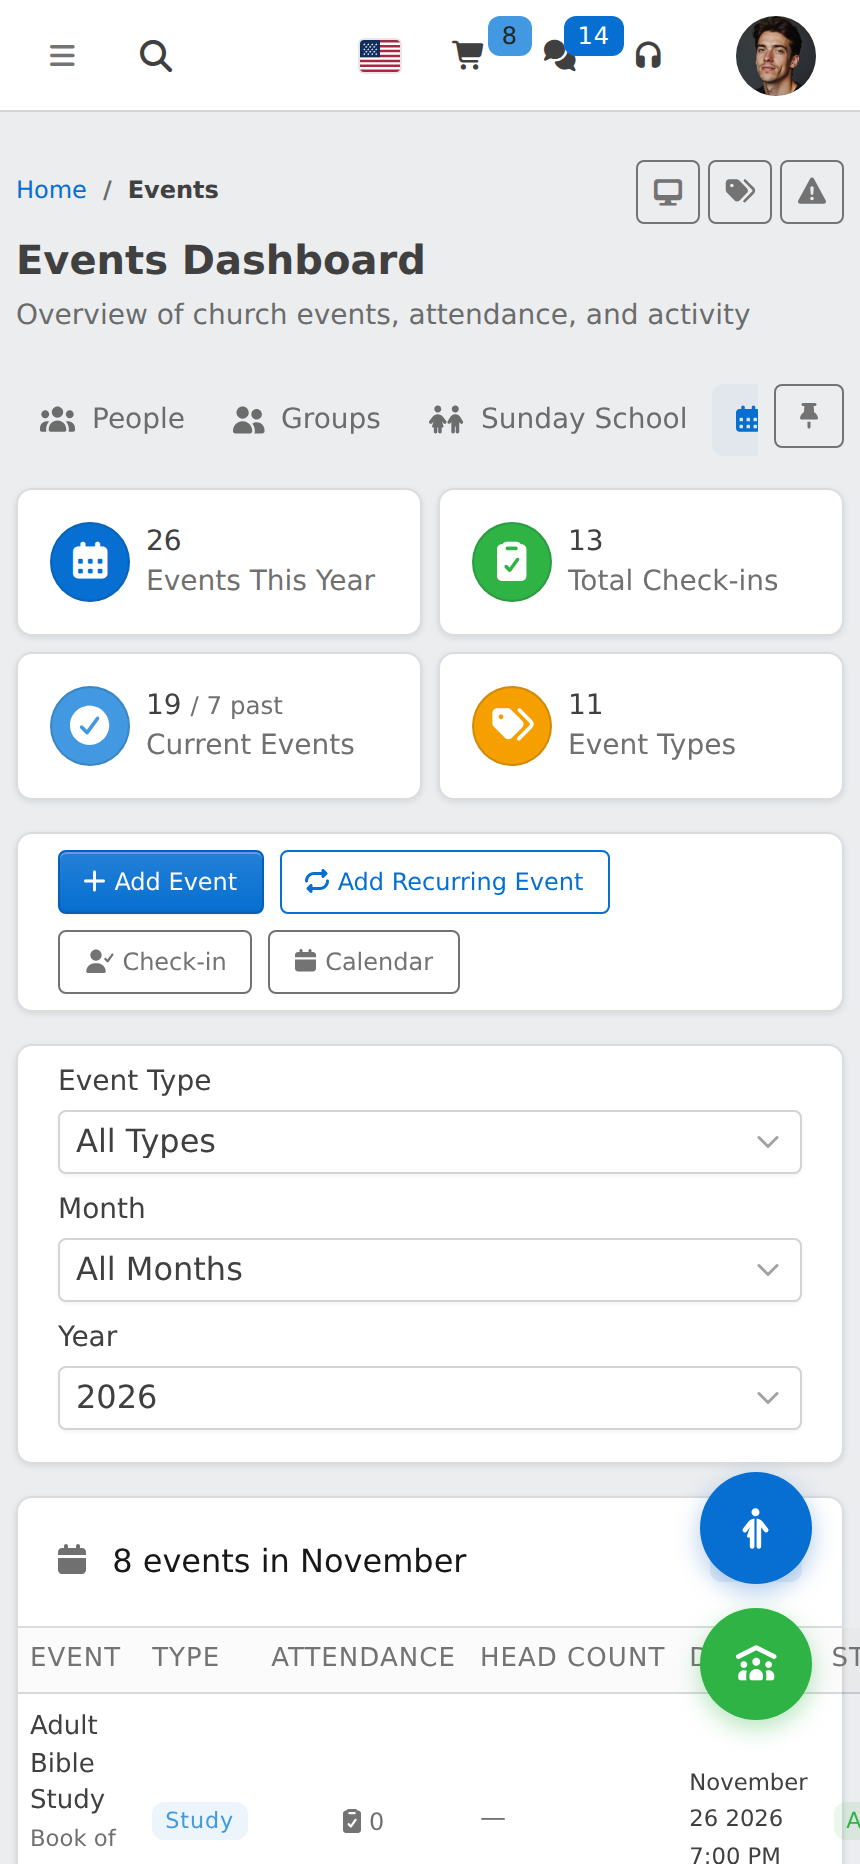 8
14
Home / Events
Events Dashboard
Overview of church events, attendance, and activity
People
Groups
Sunday School
26
Events This Year
13
Total Check-ins
19 / 7 past
Current Events
11
Event Types
Add Event
Add Recurring Event
Check-in
Calendar
Event Type
All Types
Month
All Months
Year
2026
8 events in November
EVENT TYPE ATTENDANCE HEAD COUNT
Adult
Bible
Study
Book of
Study
0
—
November
26 2026
7:00 PM